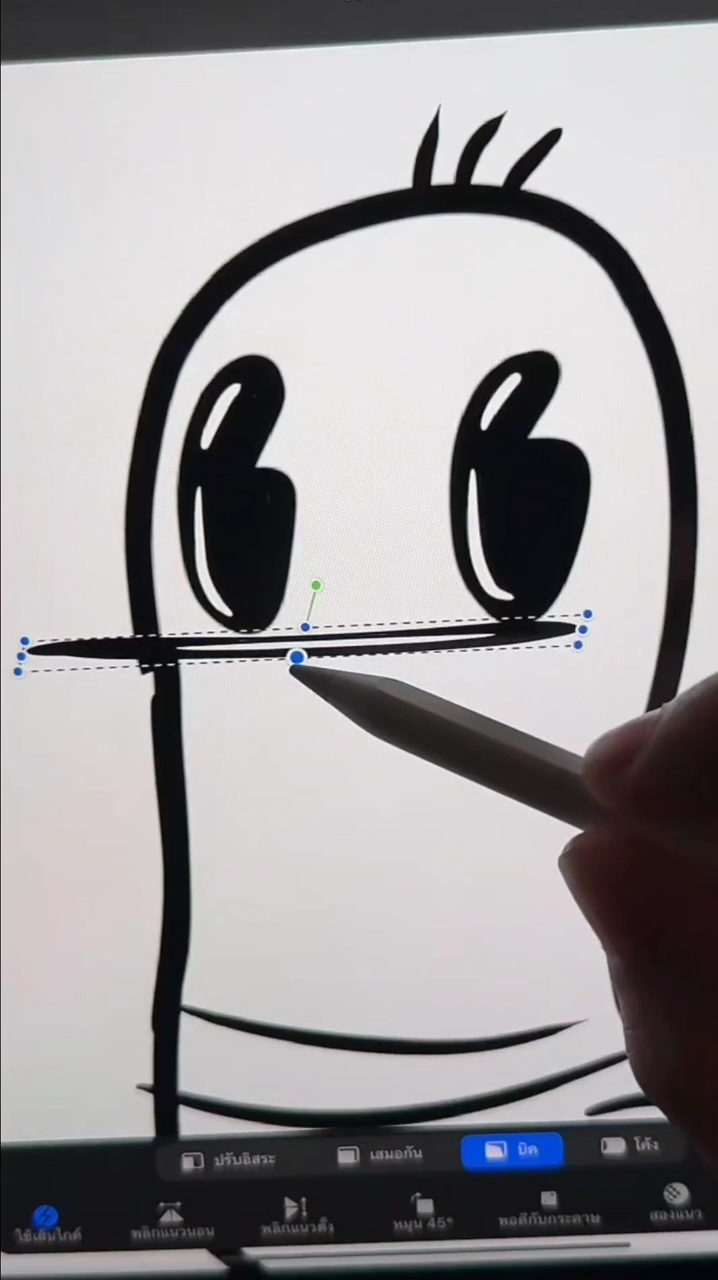 ปรับอิสระ เสมอกัน บิด โค้ง
ใช้เส้นไกด์ พลิกแนวนอน พลิกแนวตั้ง หมุน 45° พอดีกับกระดาษ สองแนว